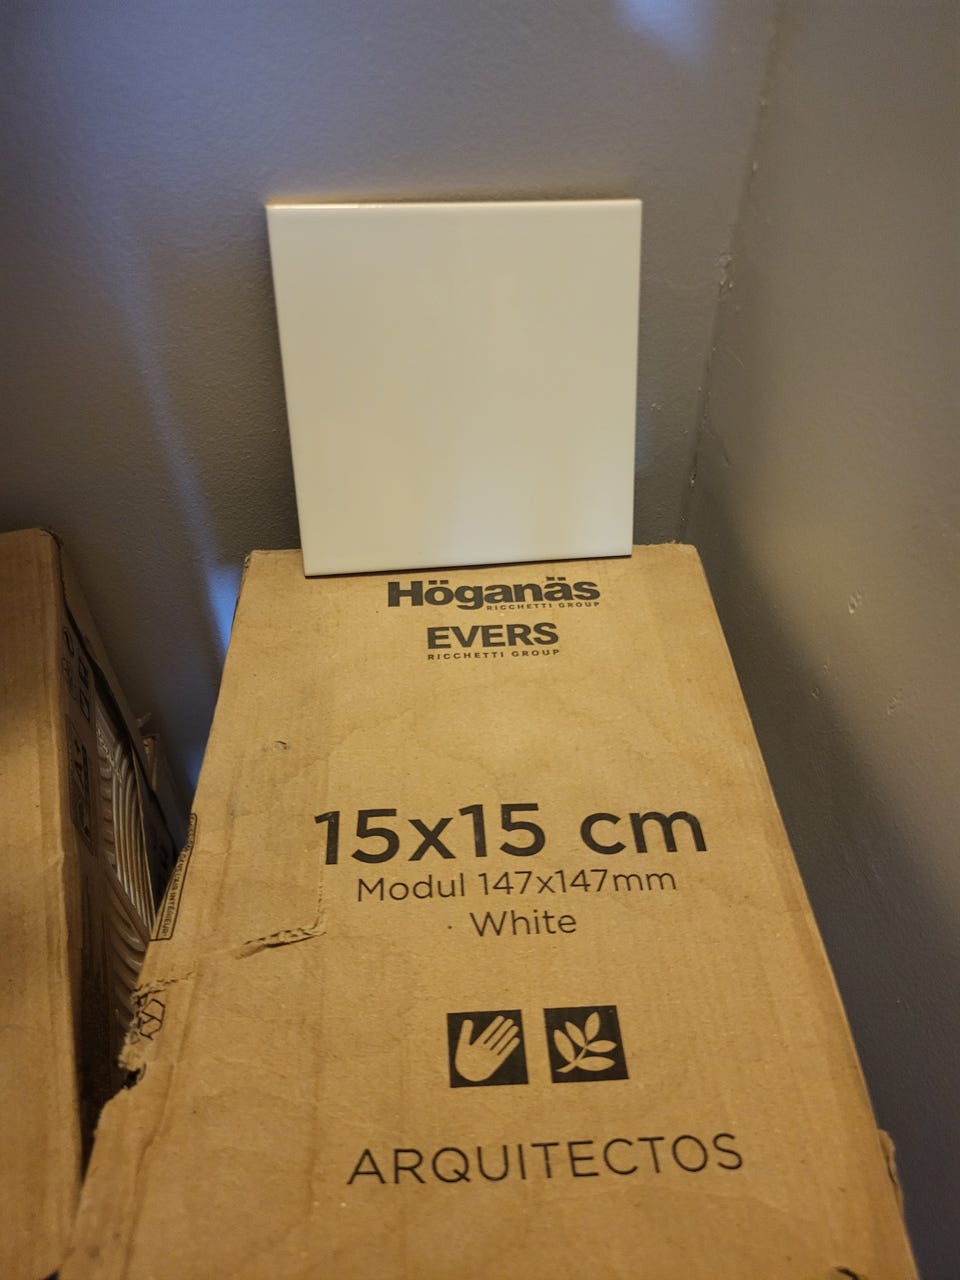 Höganäs
RICCHETTI GROUP
EVERS
RICCHETTI GROUP
15x15 cm
Modul 147x147mm
White
ARQUITECTOS